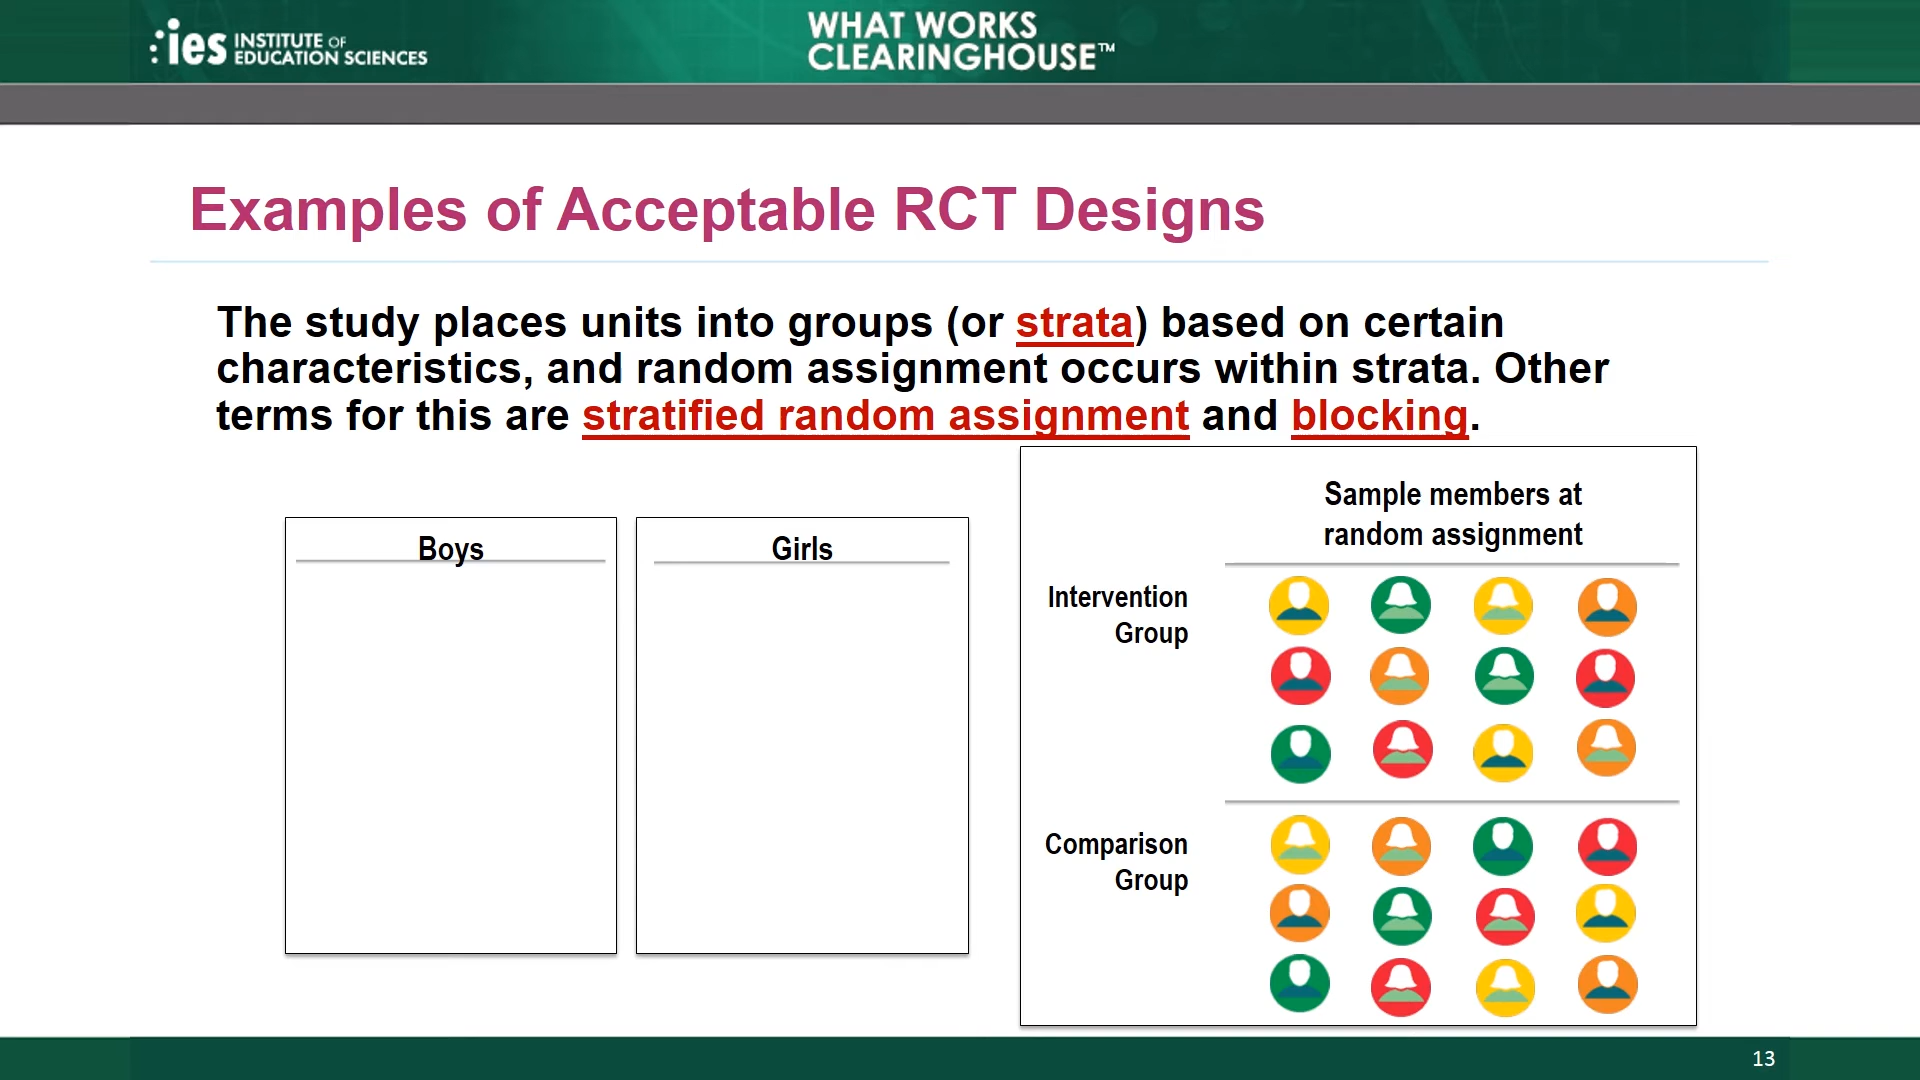 ies INSTITUTE OF
EDUCATION SCIENCES
WHAT WORKS
CLEARINGHOUSE™
Examples of Acceptable RCT Designs
The study places units into groups (or strata) based on certain
characteristics, and random assignment occurs within strata. Other
terms for this are stratified random assignment and blocking.
Boys
Girls
Sample members at
random assignment
Intervention
Group
Comparison
Group
13